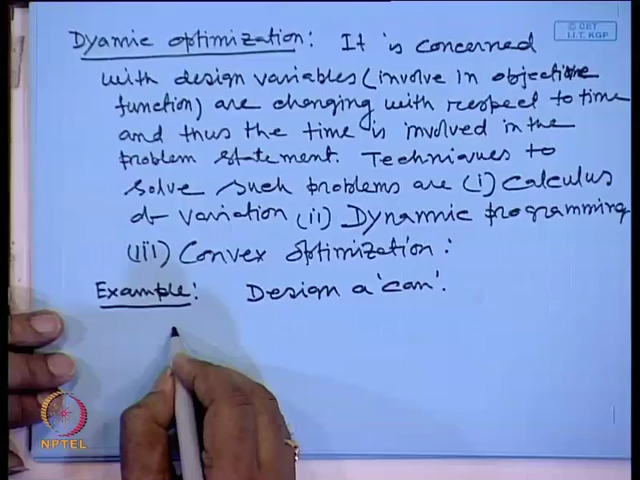 © CET
I.I.T. KGP
Dyamic optimization: It is concerned
with design variables (involve in objective
function) are changing with respect to time
and thus the time is involved in the
problem statement. Techniques to
solve such problems are (i) Calculus
of variation (ii) Dynamic programming
(iii) Convex optimization:
Example: Design a 'can'.
NPTEL